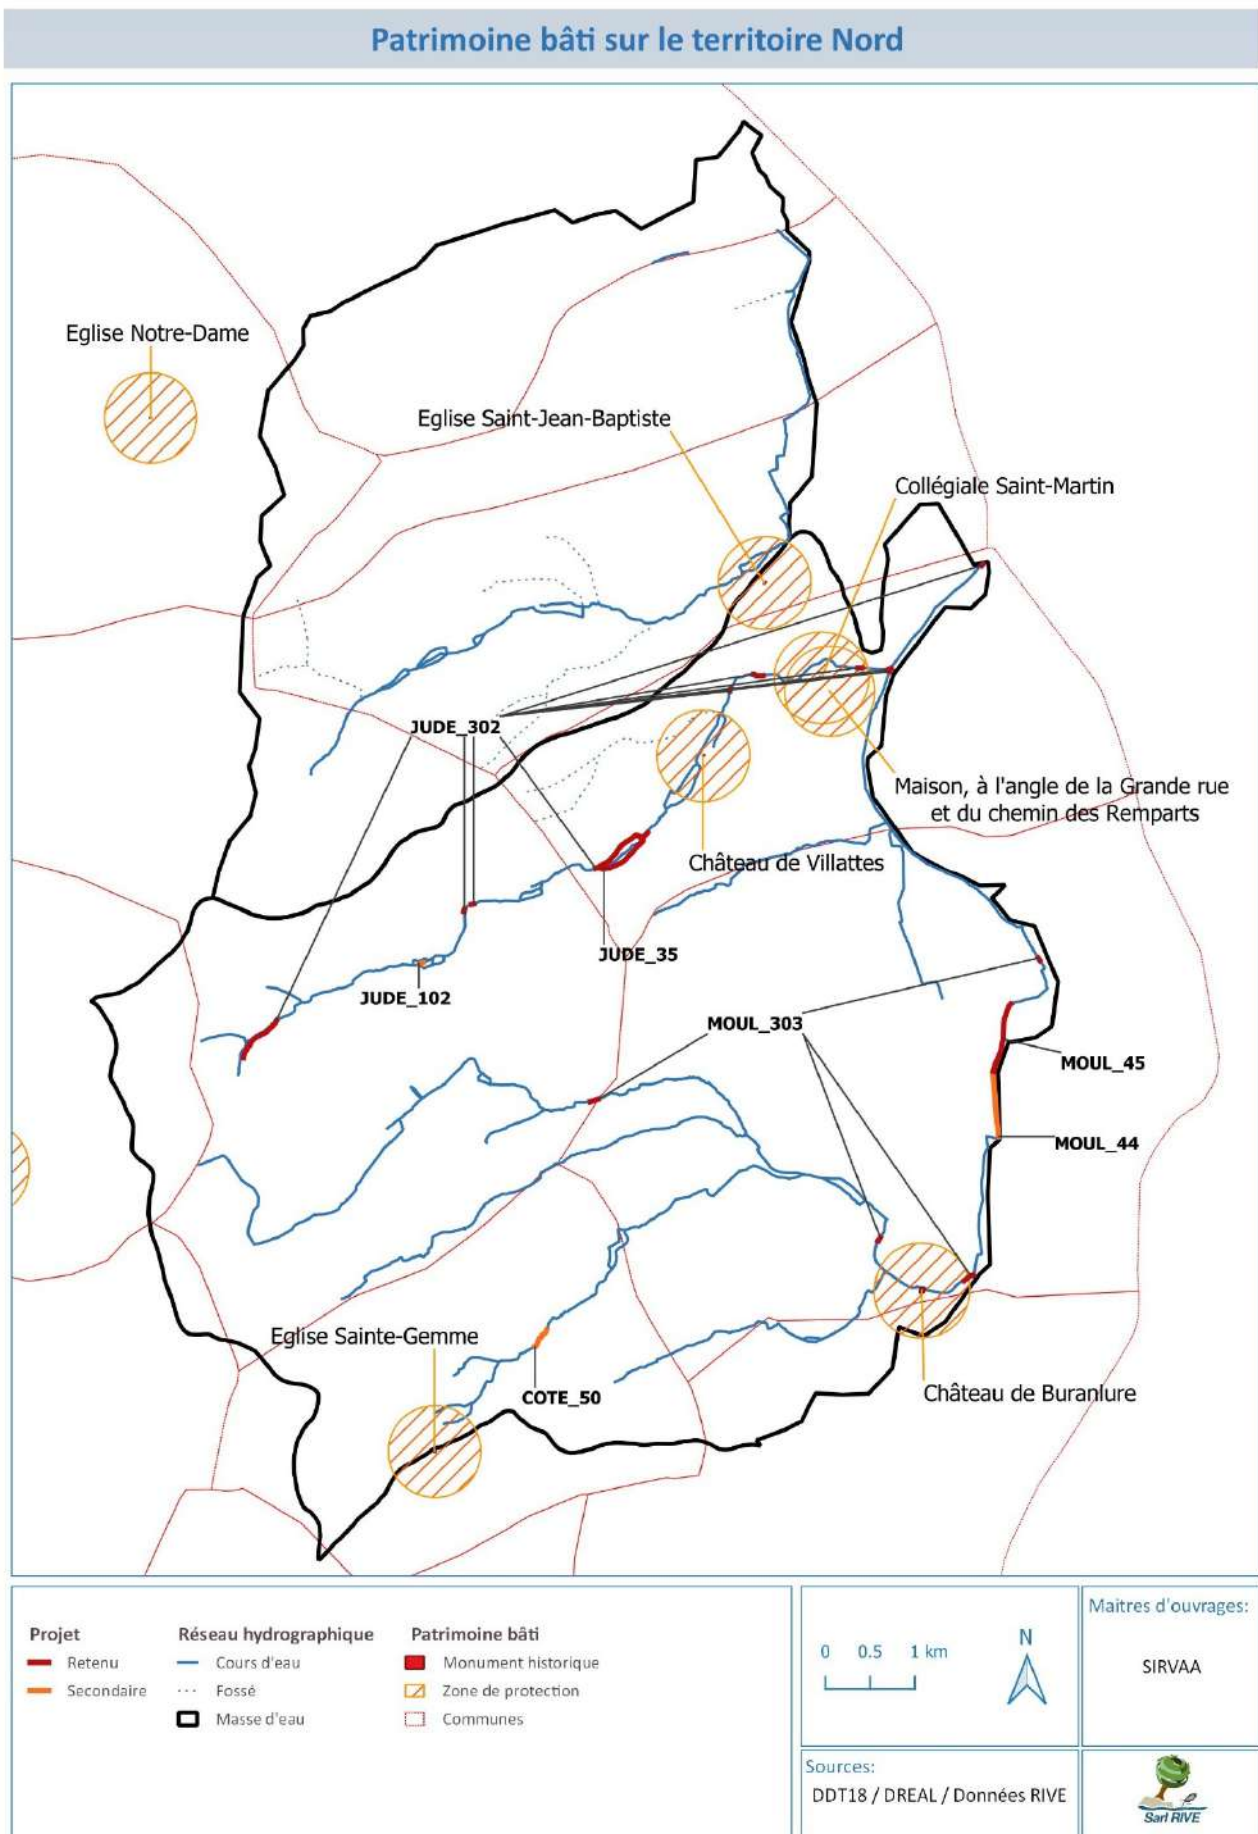 Patrimoine bâti sur le territoire Nord
Eglise Notre-Dame
Eglise Saint-Jean-Baptiste
Collégiale Saint-Martin
JUDE_302
Maison, à l'angle de la Grande rue
et du chemin des Remparts
Château de Villattes
JUDE_35
JUDE_102
MOUL_303
MOUL_45
MOUL_44
Eglise Sainte-Gemme
COTE_50
Château de Buranlure
Projet
Retenu
Secondaire
Réseau hydrographique
Cours d'eau
Fossé
Masse d'eau
Patrimoine bâti
Monument historique
Zone de protection
Communes
0 0.5 1 km
N
Maitres d'ouvrages:
SIRVAA
Sources:
DDT18 / DREAL / Données RIVE
Sarl RIVE